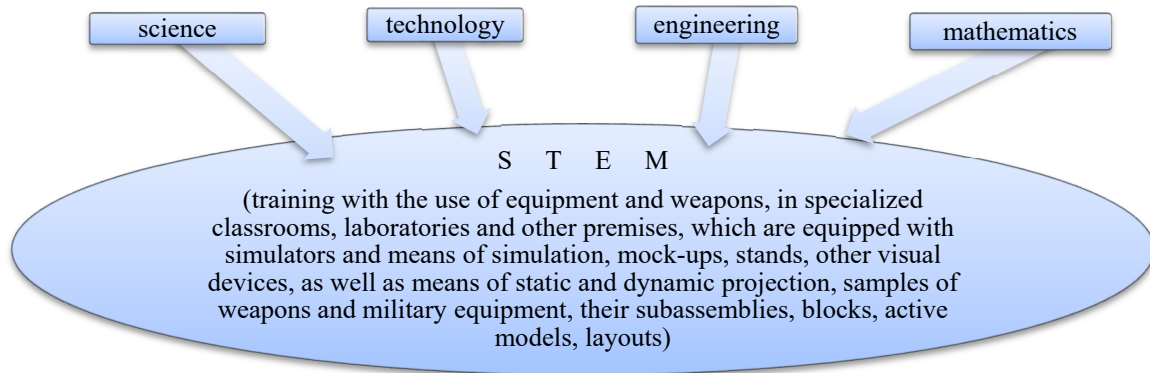 science
technology
engineering
mathematics
S T E M
(training with the use of equipment and weapons, in specialized
classrooms, laboratories and other premises, which are equipped with
simulators and means of simulation, mock-ups, stands, other visual
devices, as well as means of static and dynamic projection, samples of
weapons and military equipment, their subassemblies, blocks, active
models, layouts)